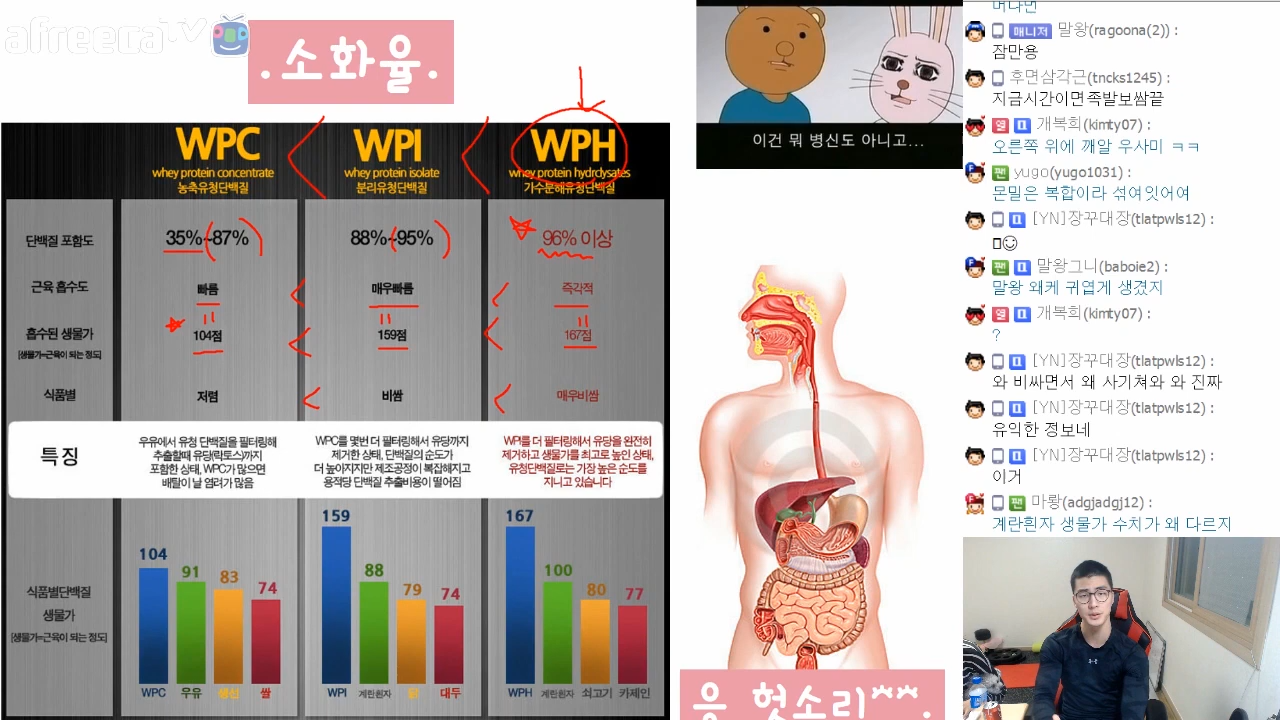 afreecaTV
.소화율.
WPC
whey protein concentrate
농축유청단백질
WPI
whey protein isolate
분리유청단백질
WPH
whey protein hydrclysates
가수분해유청단백질
단백질 포함도
35%~87%
88%~95%
96% 이상
근육 흡수도
빠름
매우빠름
즉각적
흡수된 생물가
[생물가=근육이 되는 정도]
104점
159점
167점
식품별
저렴
비쌈
매우비쌈
특징
우유에서 유청 단백질을 필터링해
추출할때 유당(락토스)까지
포함한 상태, WPC가 많으면
배탈이 날 염려가 많음
WPC를 몇번 더 필터링해서 유당까지
제거한 상태, 단백질의 순도가
더 높아지지만 제조공정이 복잡해지고
용적당 단백질 추출비용이 떨어짐
WPI를 더 필터링해서 유당을 완전히
제거하고 생물가를 최고로 높인 상태,
유청단백질로는 가장 높은 순도를
지니고 있습니다
식품별단백질
생물가
[생물가=근육이 되는 정도]
104
91
83
74
WPC
우유
생선
쌀
159
88
79
74
WPI
계란흰자
닭
대두
167
100
80
77
WPH
계란흰자
쇠고기
카제인
이건 뭐 병신도 아니고...
응 헛소리^^.
매니저 말왕(ragoona(2)) :
잠만용
후면삼각근(tncks1245) :
지금시간이면족발보쌈끝
열 개복희(kimty07) :
오른쪽 위에 깨알 우사미 ㅋㅋ
팬 yugo(yugo1031) :
몬밀은 복합이라 섞여잇어여
[YN]장꾸대장(tlatpwls12) :
☺
팬 말왕그니(baboie2) :
말왕 왜케 귀엽게 생겼지
열 개복희(kimty07) :
?
[YN]장꾸대장(tlatpwls12) :
와 비싸면서 왜 사기쳐와 와 진짜
[YN]장꾸대장(tlatpwls12) :
유익한 정보네
[YN]장꾸대장(tlatpwls12) :
이거
팬 마뢍(adgjadgj12) :
계란흰자 생물가 수치가 왜 다르지